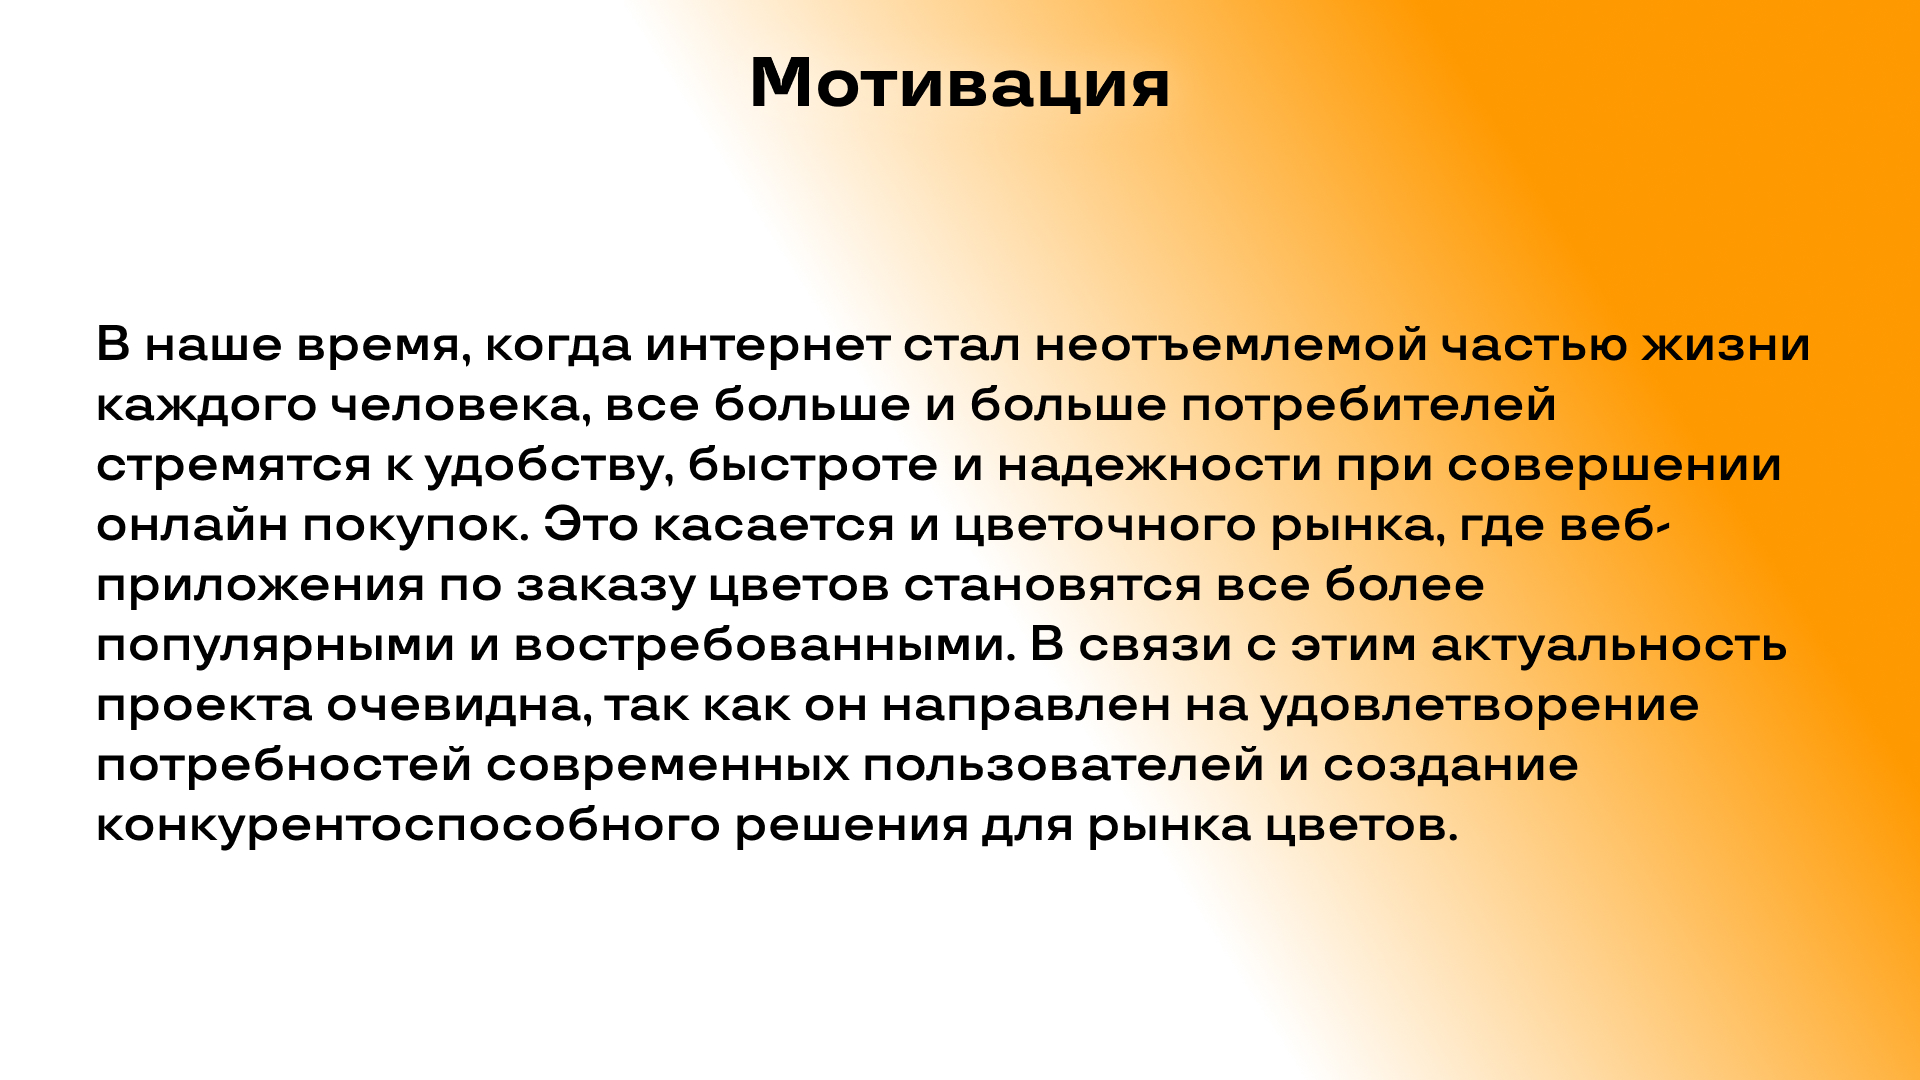 Мотивация
В наше время, когда интернет стал неотъемлемой частью жизни
каждого человека, все больше и больше потребителей
стремятся к удобству, быстроте и надежности при совершении
онлайн покупок. Это касается и цветочного рынка, где веб-
приложения по заказу цветов становятся все более
популярными и востребованными. В связи с этим актуальность
проекта очевидна, так как он направлен на удовлетворение
потребностей современных пользователей и создание
конкурентоспособного решения для рынка цветов.